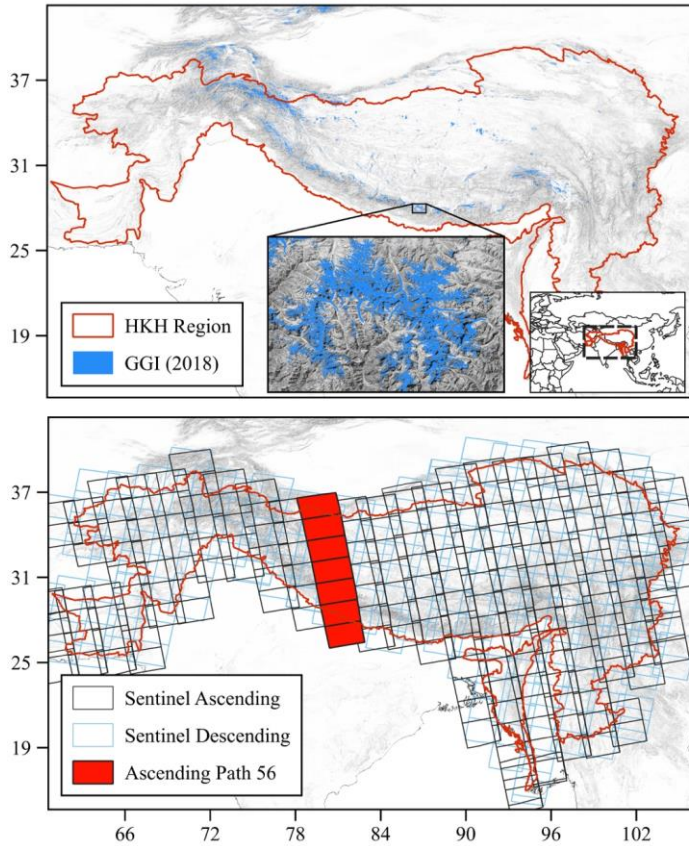 37
31
25
19
HKH Region
GGI (2018)
37
31
25
19
Sentinel Ascending
Sentinel Descending
Ascending Path 56
66 72 78 84 90 96 102